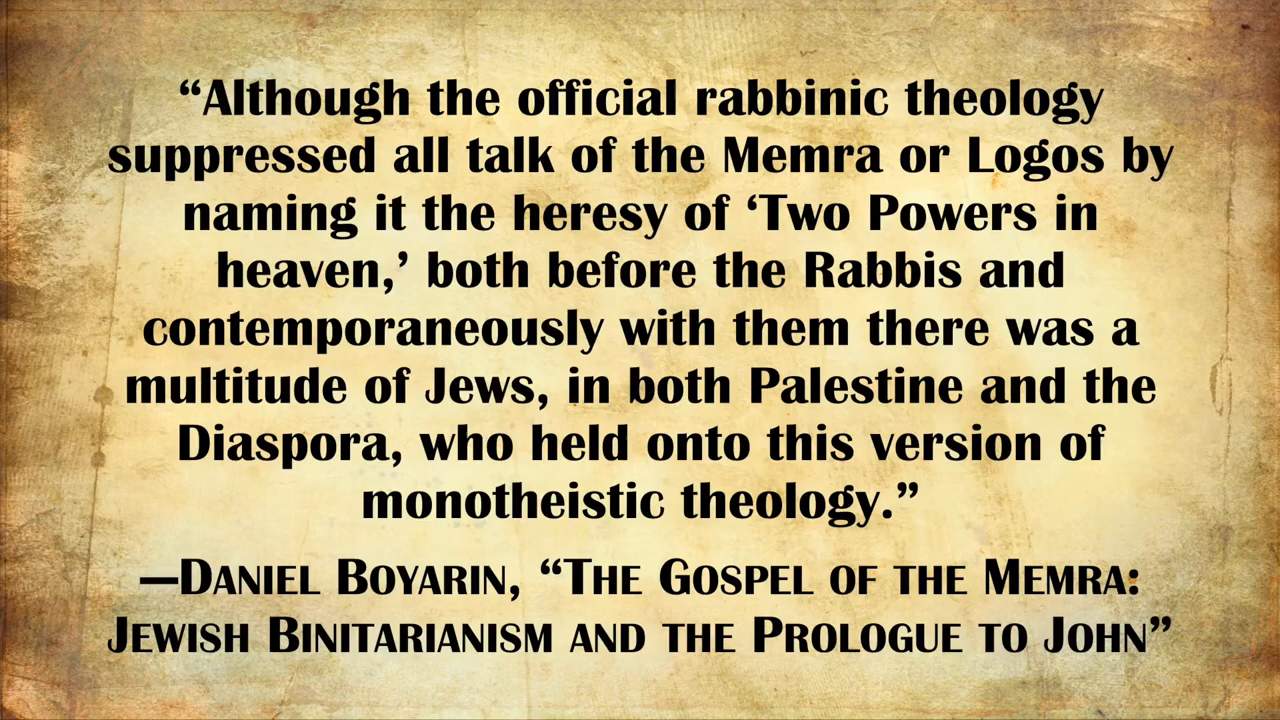 “Although the official rabbinic theology
suppressed all talk of the Memra or Logos by
naming it the heresy of ‘Two Powers in
heaven,’ both before the Rabbis and
contemporaneously with them there was a
multitude of Jews, in both Palestine and the
Diaspora, who held onto this version of
monotheistic theology.”
—Daniel Boyarin, “The Gospel of the Memra:
Jewish Binitarianism and the Prologue to John”